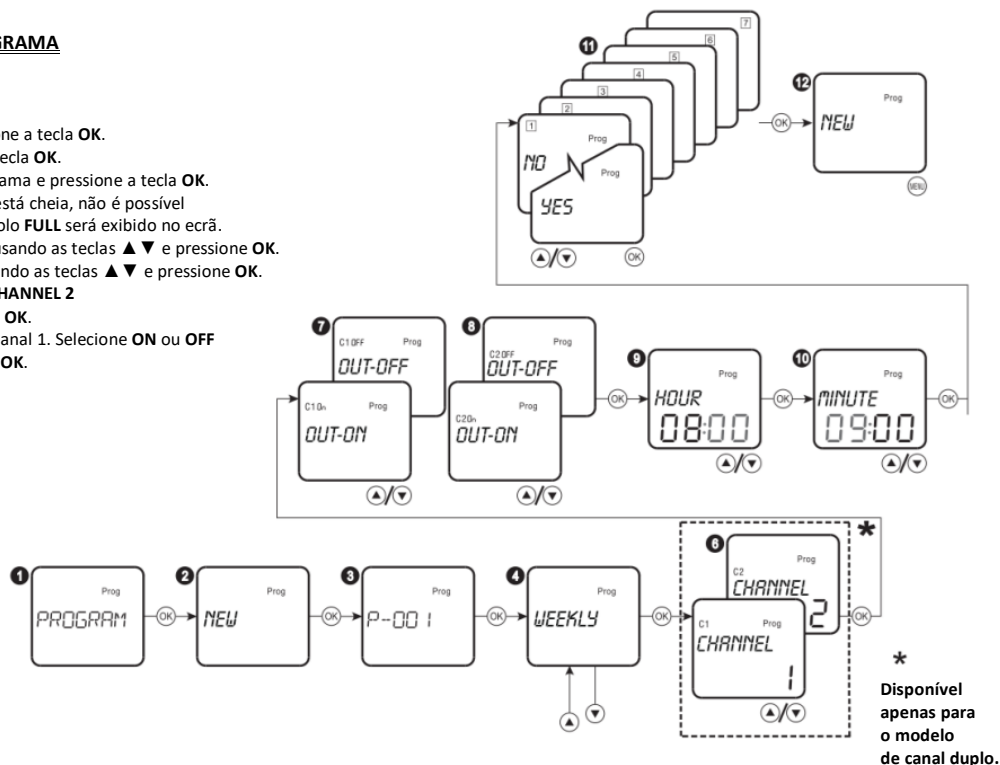 GRAMA
ne a tecla OK.
ecla OK.
ama e pressione a tecla OK.
está cheia, não é possível
olo FULL será exibido no ecrã.
usando as teclas ▲▼ e pressione OK.
ndo as teclas ▲▼ e pressione OK.
HANNEL 2
OK.
anal 1. Selecione ON ou OFF
OK.
11
7
6
5
4
3
2
1
Prog
NO
Prog
YES
▲/▼
OK
OK
12
Prog
NEW
MENU
7
C1 OFF Prog
OUT-OFF
C1 On Prog
OUT-ON
▲/▼
8
C2 OFF Prog
OUT-OFF
C2 On Prog
OUT-ON
▲/▼
OK
9
Prog
HOUR
08:00
▲/▼
OK
10
Prog
MINUTE
09:00
▲/▼
OK
1
Prog
PROGRAM
OK
2
Prog
NEW
OK
3
Prog
P-001
OK
4
Prog
WEEKLY
▲
▼
OK
6
C2 Prog
CHANNEL
2
C1 Prog
CHANNEL
1
▲/▼
*
OK
*
Disponível
apenas para
o modelo
de canal duplo.